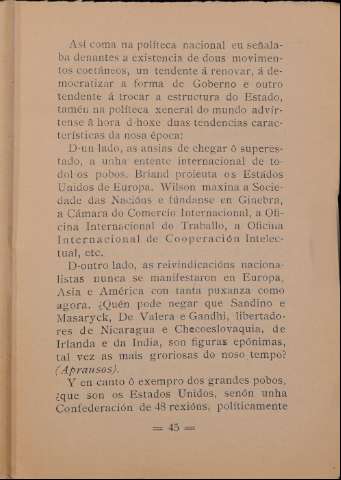 Así coma na políteca nacional eu señala-
ba denantes a existencia de dous movimen-
tos coetáneos, un tendente á renovar, á de-
mocratizar a forma de Goberno e outro
tendente á trocar a estructura do Estado,
tamén na política xeneral do mundo advir-
tense â hora d-hoxe duas tendencias carac-
terísticas da nosa época:
D-un lado, as ansias de chegar ô superes-
tado, a unha entente internacional de to-
dol-os pobos. Briand proieuta os Estados
Unidos de Europa. Wilson maxina a Socie-
dade das Nacións e fúndanse en Ginebra,
a Cámara do Comercio Internacional, a Ofi-
cina Internacional do Traballo, a Oficina
Internacional de Cooperación Intelec-
tual, etc.
D-outro lado, as reivindicacións naciona-
listas nunca se manifestaron en Europa,
Asia e América con tanta puxanza como
agora. ¿Quén pode negar que Sandino e
Masaryck, De Valera e Gandhi, libertado-
res de Nicaragua e Checoeslovaquia, de
Irlanda e da India, son figuras epónimas,
tal vez as mais groriosas do noso tempo?
(Aprausos).
Y en canto ô exempro dos grandes pobos,
¿que son os Estados Unidos, senón unha
Confederación de 48 rexións, políticamente
= 45 =